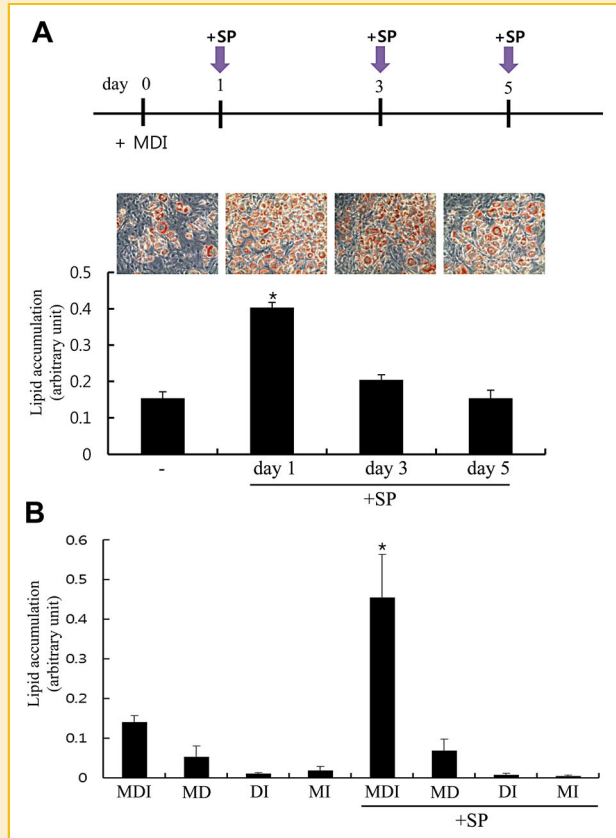 A
+SP +SP +SP
day 0 1 3 5
+ MDI
0.5
0.4
0.3
0.2
0.1
0
Lipid accumulation
(arbitrary unit)
*
- day 1 day 3 day 5
+SP
B
0.6
0.5
0.4
0.3
0.2
0.1
0
Lipid accumulation
(arbitrary unit)
*
MDI MD DI MI MDI MD DI MI
+SP